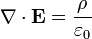 ∇ · E = ρ/ε₀